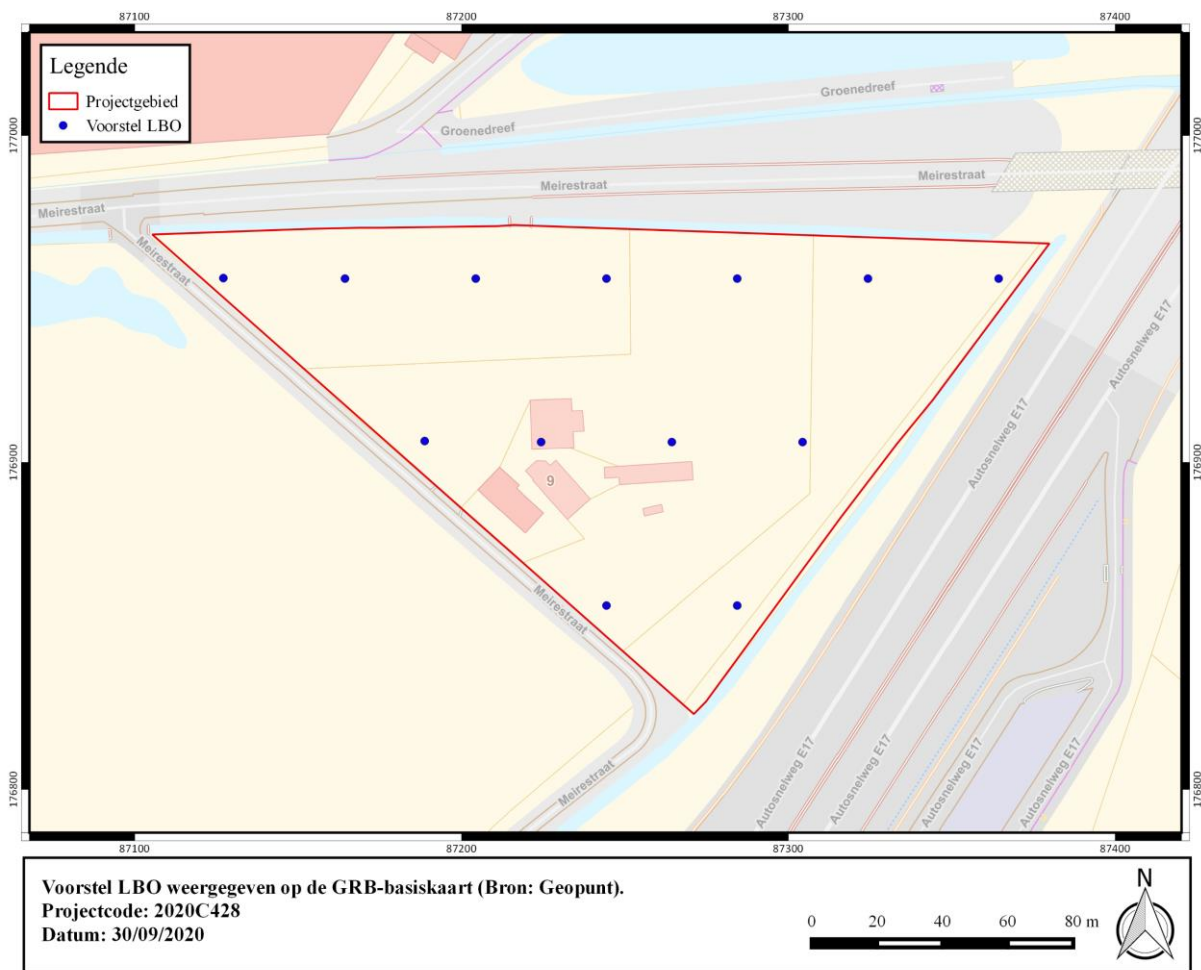 87100 87200 87300 87400
Legende
Projectgebied
Voorstel LBO
Groenedreef
Groenedreef
177000 177000
Meirestraat
Meirestraat
Meirestraat
Meirestraat
Autosnelweg E17
Autosnelweg E17
176900 176900
9
Meirestraat
Meirestraat
Autosnelweg E17
Autosnelweg E17
Autosnelweg E17
Autosnelweg E17
176800 176800
87100 87200 87300 87400
Voorstel LBO weergegeven op de GRB-basiskaart (Bron: Geopunt).
Projectcode: 2020C428
Datum: 30/09/2020
0 20 40 60 80 m
N